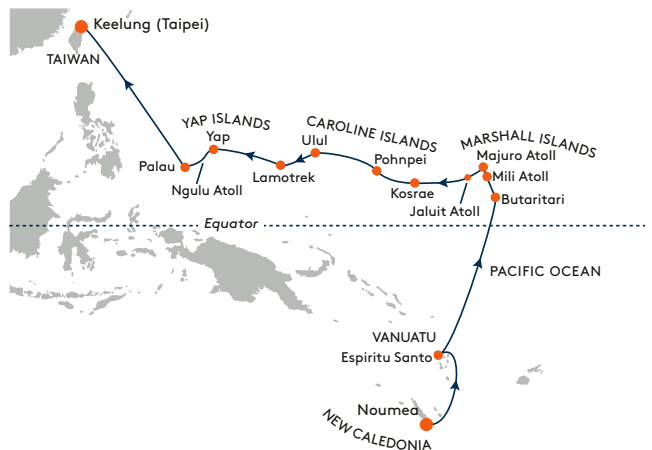 Keelung (Taipei)
TAIWAN
YAP ISLANDS
Yap
CAROLINE ISLANDS
Ulul
MARSHALL ISLANDS
Majuro Atoll
Mili Atoll
Palau
Ngulu Atoll
Lamotrek
Pohnpei
Kosrae
Jaluit Atoll
Butaritari
Equator
PACIFIC OCEAN
VANUATU
Espiritu Santo
Noumea
NEW CALEDONIA